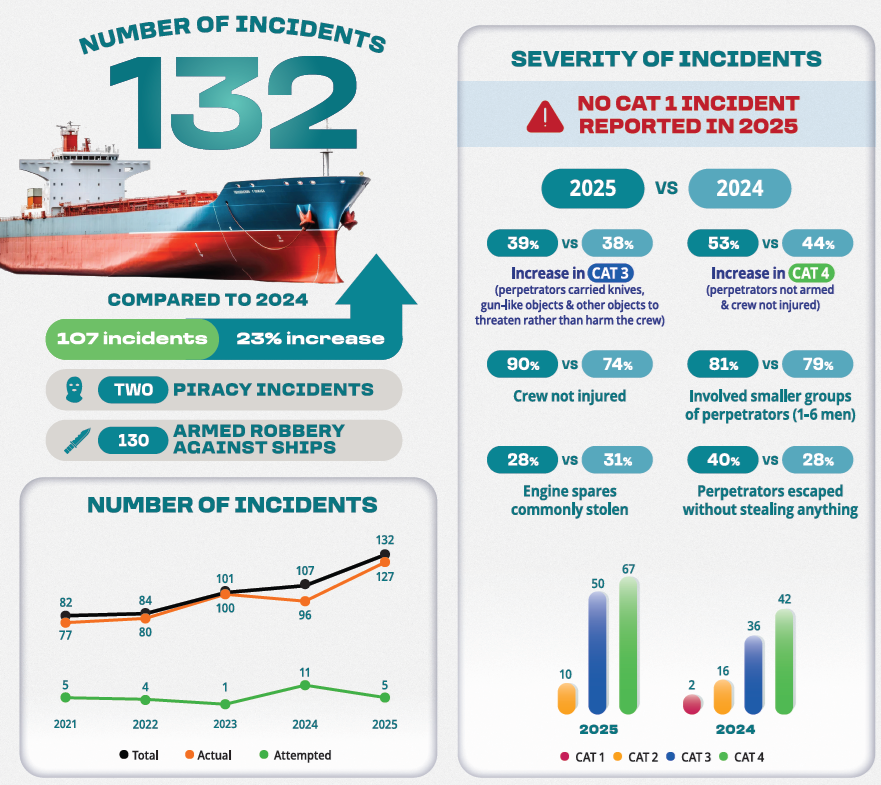 NUMBER OF INCIDENTS
132
COMPARED TO 2024
107 incidents 23% increase
TWO PIRACY INCIDENTS
130 ARMED ROBBERY
AGAINST SHIPS
NUMBER OF INCIDENTS
132
127
107
96
101
100
84
80
82
77
5 4 1 11 5
2021 2022 2023 2024 2025
Total Actual Attempted
SEVERITY OF INCIDENTS
NO CAT 1 INCIDENT
REPORTED IN 2025
2025 VS 2024
39% VS 38%
Increase in CAT 3
(perpetrators carried knives,
gun-like objects & other objects to
threaten rather than harm the crew)
53% VS 44%
Increase in CAT 4
(perpetrators not armed
& crew not injured)
90% VS 74%
Crew not injured
81% VS 79%
Involved smaller groups
of perpetrators (1-6 men)
28% VS 31%
Engine spares
commonly stolen
40% VS 28%
Perpetrators escaped
without stealing anything
10 50 67
2 16 36 42
2025 2024
CAT 1 CAT 2 CAT 3 CAT 4